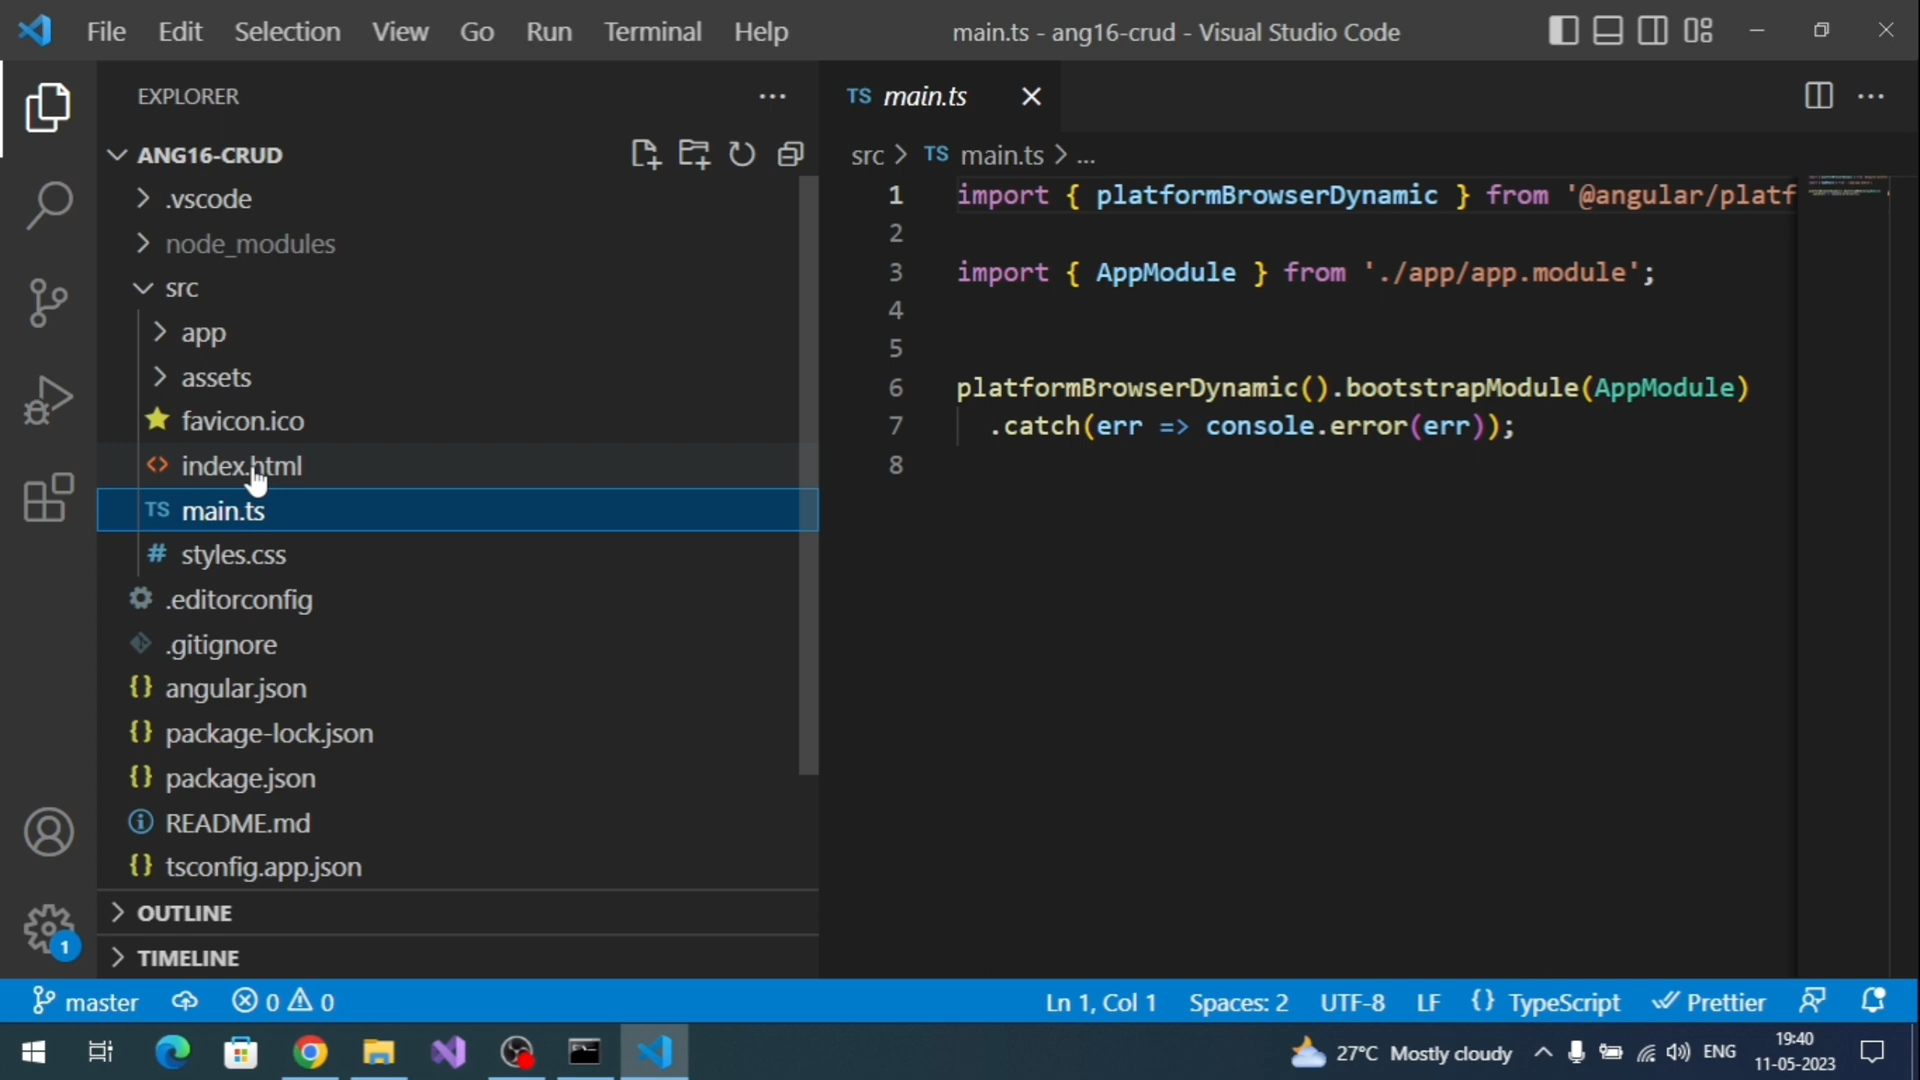 File Edit Selection View Go Run Terminal Help
main.ts - ang16-crud - Visual Studio Code
EXPLORER
ANG16-CRUD
.vscode
node_modules
src
app
assets
favicon.ico
<> index.html
TS main.ts
# styles.css
.editorconfig
.gitignore
{} angular.json
{} package-lock.json
{} package.json
README.md
{} tsconfig.app.json
OUTLINE
TIMELINE
1
TS main.ts
src > TS main.ts > ...
1 import { platformBrowserDynamic } from '@angular/platf
2
3 import { AppModule } from './app/app.module';
4
5
6 platformBrowserDynamic().bootstrapModule(AppModule)
7 .catch(err => console.error(err));
8
master 0 0
Ln 1, Col 1 Spaces: 2 UTF-8 LF {} TypeScript Prettier
27°C Mostly cloudy ENG
19:40
11-05-2023